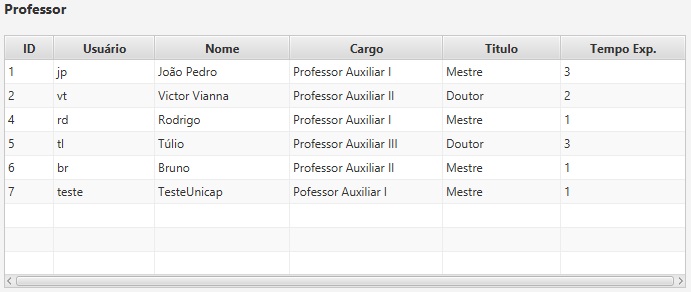 Professor
ID Usuário Nome Cargo Titulo Tempo Exp.
1 jp João Pedro Professor Auxiliar I Mestre 3
2 vt Victor Vianna Professor Auxiliar II Doutor 2
4 rd Rodrigo Professor Auxiliar I Mestre 1
5 tl Túlio Professor Auxiliar III Doutor 3
6 br Bruno Professor Auxiliar II Mestre 1
7 teste TesteUnicap Pofessor Auxiliar I Mestre 1